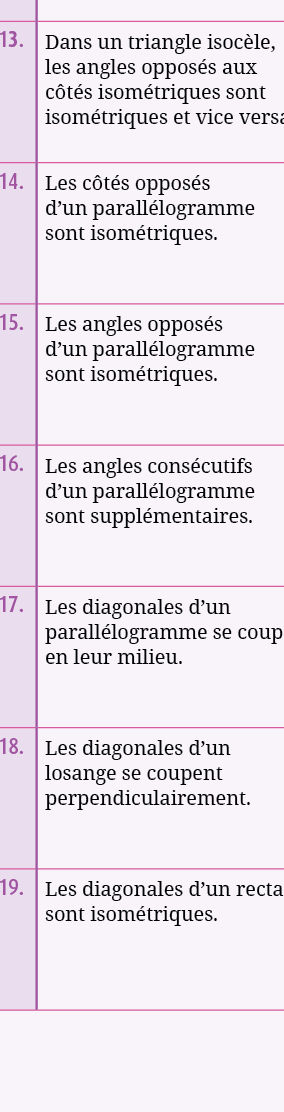 13. Dans un triangle isocèle,
les angles opposés aux
côtés isométriques sont
isométriques et vice versa
14. Les côtés opposés
d’un parallélogramme
sont isométriques.
15. Les angles opposés
d’un parallélogramme
sont isométriques.
16. Les angles consécutifs
d’un parallélogramme
sont supplémentaires.
17. Les diagonales d’un
parallélogramme se coup
en leur milieu.
18. Les diagonales d’un
losange se coupent
perpendiculairement.
19. Les diagonales d’un recta
sont isométriques.